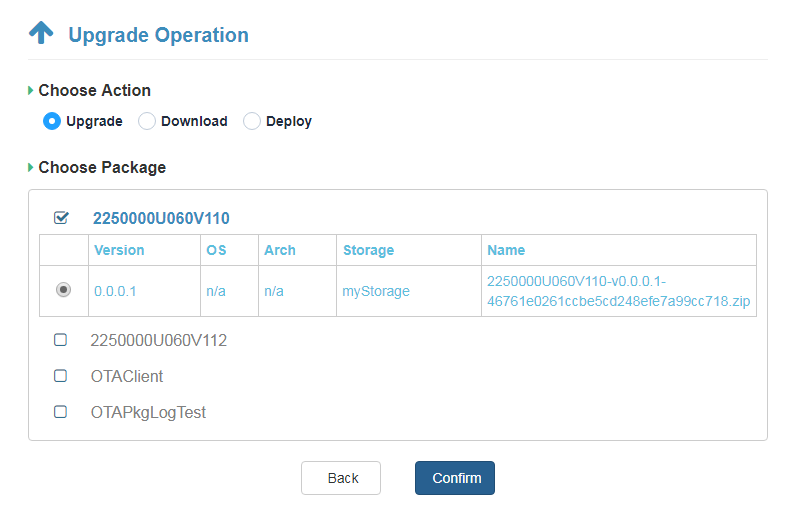 Upgrade Operation
Choose Action
Upgrade Download Deploy
Choose Package
2250000U060V110
Version OS Arch Storage Name
0.0.0.1 n/a n/a myStorage 2250000U060V110-v0.0.0.1-
46761e0261ccbe5cd248efe7a99cc718.zip
2250000U060V112
OTAClient
OTAPkgLogTest
Back Confirm